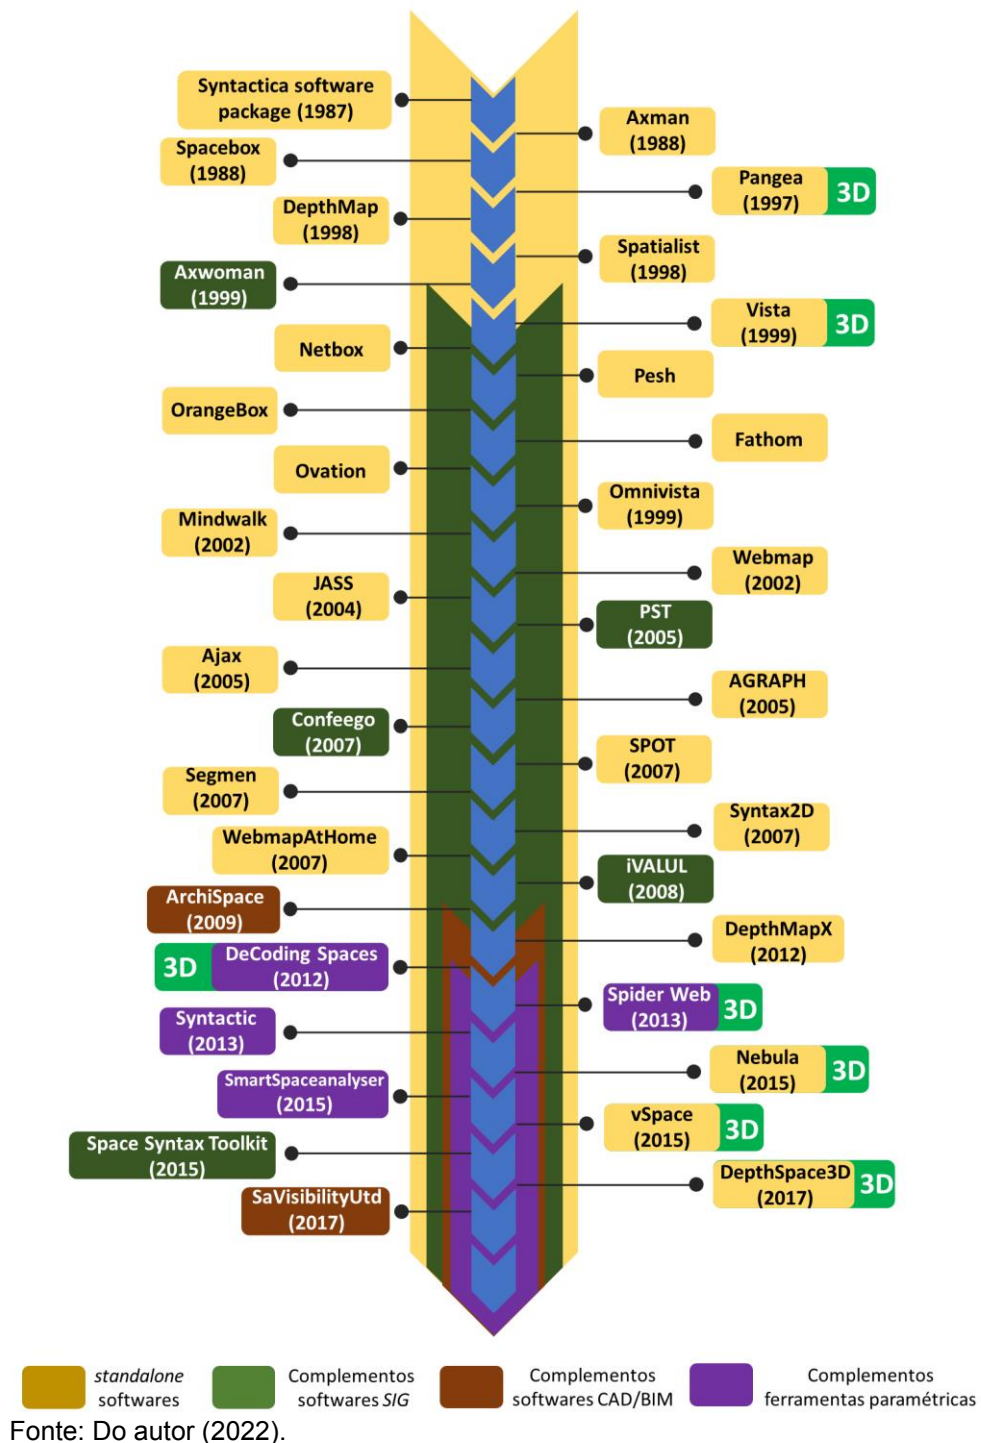 Syntactica software
package (1987)
Axman
(1988)
Spacebox
(1988)
Pangea
(1997)
3D
DepthMap
(1998)
Spatialist
(1998)
Axwoman
(1999)
Vista
(1999)
3D
Netbox
Pesh
OrangeBox
Fathom
Ovation
Omnivista
(1999)
Mindwalk
(2002)
Webmap
(2002)
JASS
(2004)
PST
(2005)
Ajax
(2005)
AGRAPH
(2005)
Confeego
(2007)
SPOT
(2007)
Segmen
(2007)
Syntax2D
(2007)
WebmapAtHome
(2007)
iVALUL
(2008)
ArchiSpace
(2009)
DepthMapX
(2012)
3D
DeCoding Spaces
(2012)
Spider Web
(2013)
3D
Syntactic
(2013)
Nebula
(2015)
3D
SmartSpaceanalyser
(2015)
vSpace
(2015)
3D
Space Syntax Toolkit
(2015)
DepthSpace3D
(2017)
3D
SaVisibilityUtd
(2017)
standalone
softwares
Complementos
softwares SIG
Complementos
softwares CAD/BIM
Complementos
ferramentas paramétricas
Fonte: Do autor (2022).